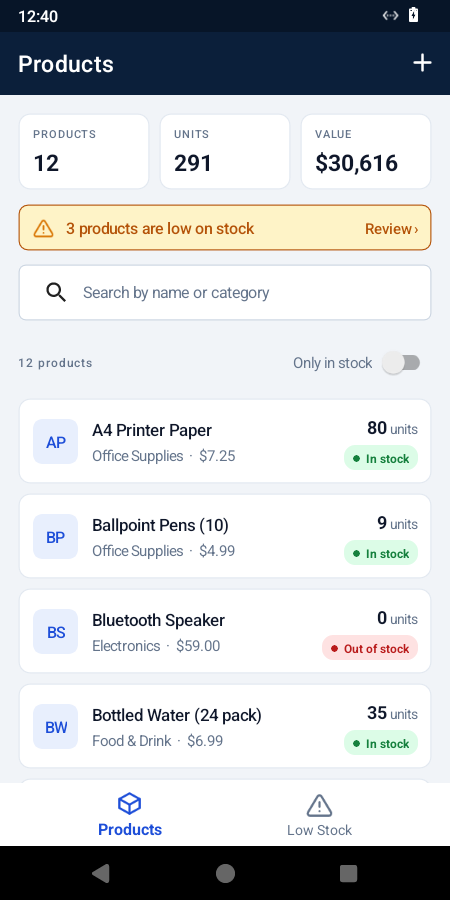 12:40
Products
PRODUCTS
12
UNITS
291
VALUE
$30,616
3 products are low on stock
Review ›
Search by name or category
12 products
Only in stock
AP
A4 Printer Paper
Office Supplies · $7.25
80 units
In stock
BP
Ballpoint Pens (10)
Office Supplies · $4.99
9 units
In stock
BS
Bluetooth Speaker
Electronics · $59.00
0 units
Out of stock
BW
Bottled Water (24 pack)
Food & Drink · $6.99
35 units
In stock
Products
Low Stock